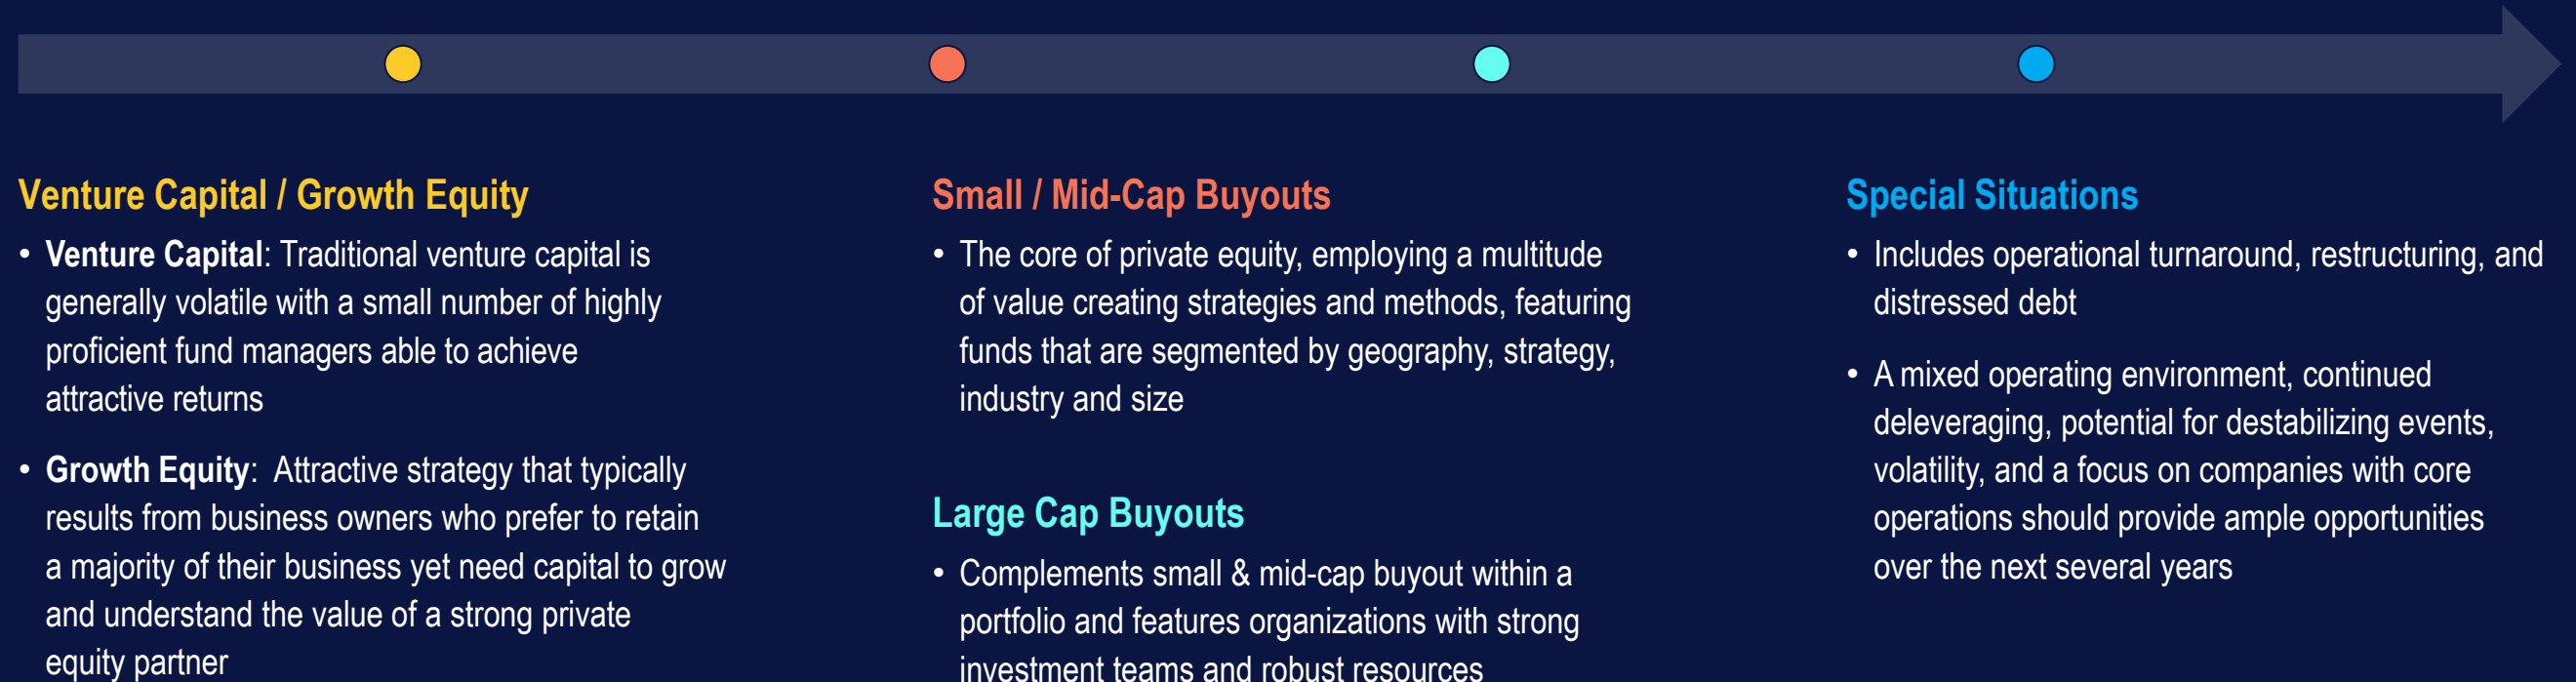 Venture Capital / Growth Equity
• Venture Capital: Traditional venture capital is
generally volatile with a small number of highly
proficient fund managers able to achieve
attractive returns
• Growth Equity:  Attractive strategy that typically
results from business owners who prefer to retain
a majority of their business yet need capital to grow
and understand the value of a strong private
equity partner
Small / Mid-Cap Buyouts
• The core of private equity, employing a multitude
of value creating strategies and methods, featuring
funds that are segmented by geography, strategy,
industry and size
Large Cap Buyouts
• Complements small & mid-cap buyout within a
portfolio and features organizations with strong
investment teams and robust resources
Special Situations
• Includes operational turnaround, restructuring, and
distressed debt
• A mixed operating environment, continued
deleveraging, potential for destabilizing events,
volatility, and a focus on companies with core
operations should provide ample opportunities
over the next several years